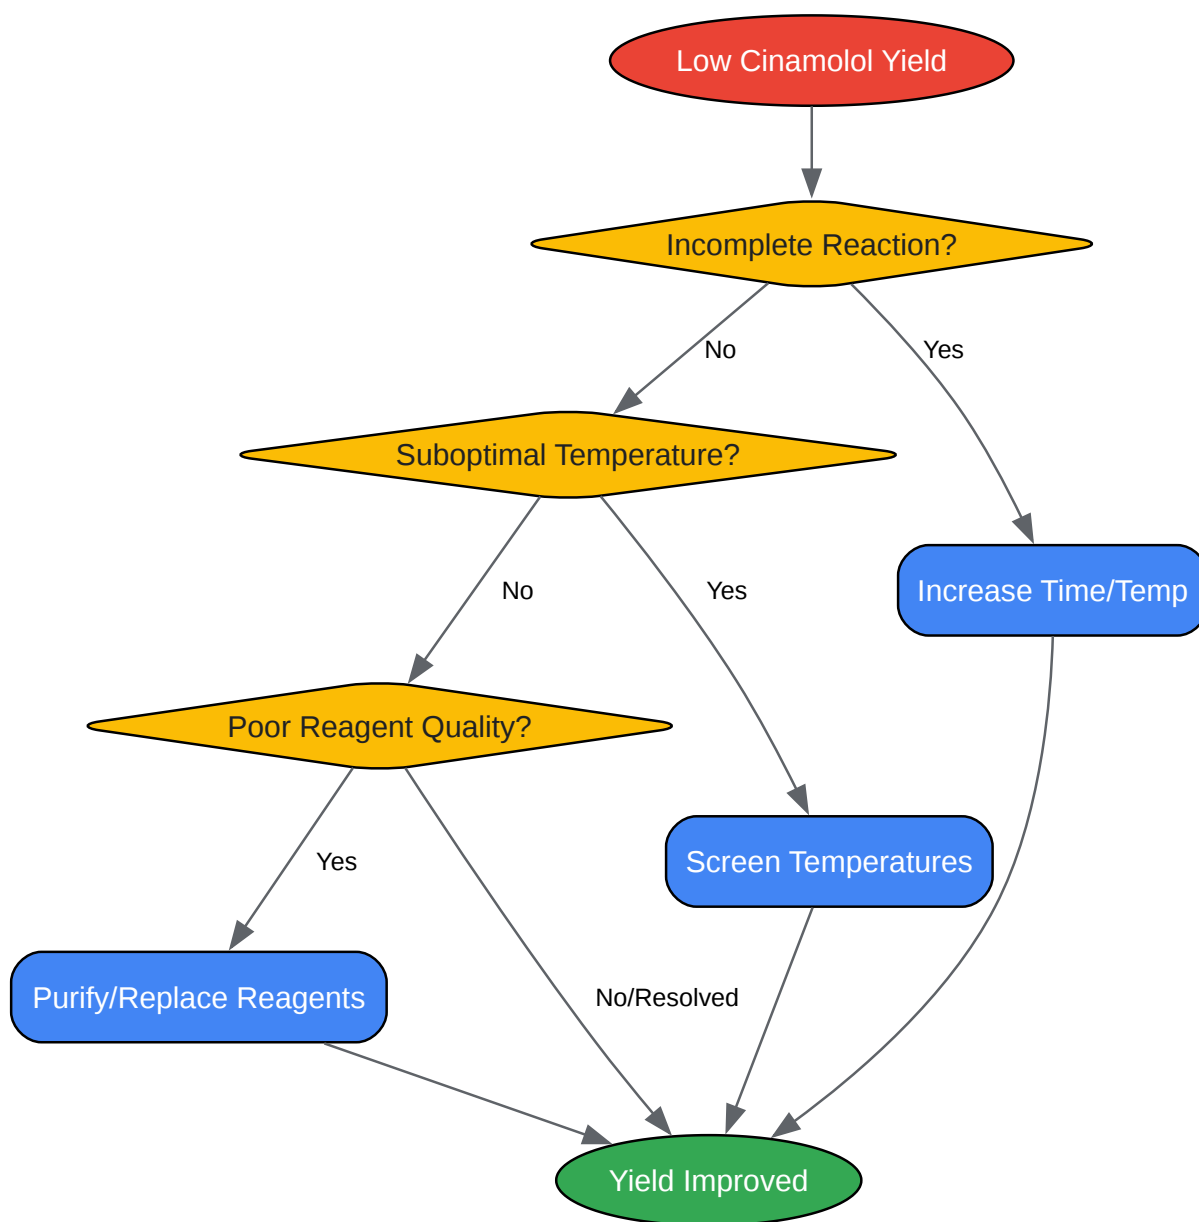 Low Cinamolol Yield
Incomplete Reaction?
No
Yes
Suboptimal Temperature?
No
Yes
Increase Time/Temp
Poor Reagent Quality?
Yes
Screen Temperatures
Purify/Replace Reagents
No/Resolved
Yield Improved